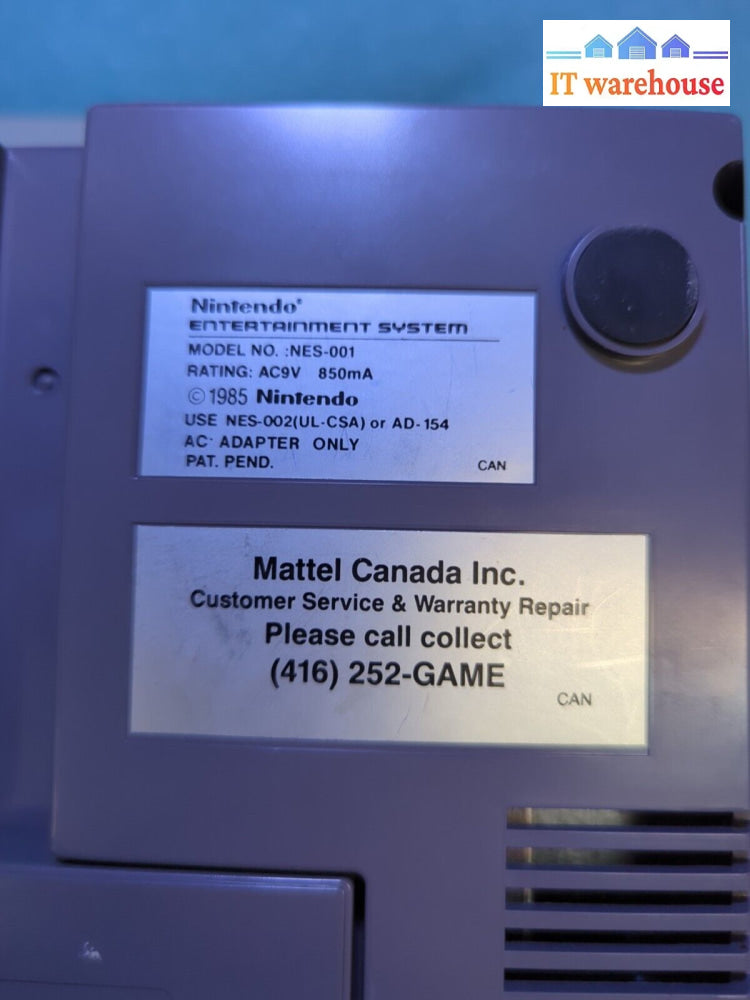 IT warehouse
Nintendo®
ENTERTAINMENT SYSTEM
MODEL NO. :NES-001
RATING: AC9V 850mA
©1985 Nintendo
USE NES-002(UL-CSA) or AD-154
AC ADAPTER ONLY
PAT. PEND.
CAN
Mattel Canada Inc.
Customer Service & Warranty Repair
Please call collect
(416) 252-GAME
CAN